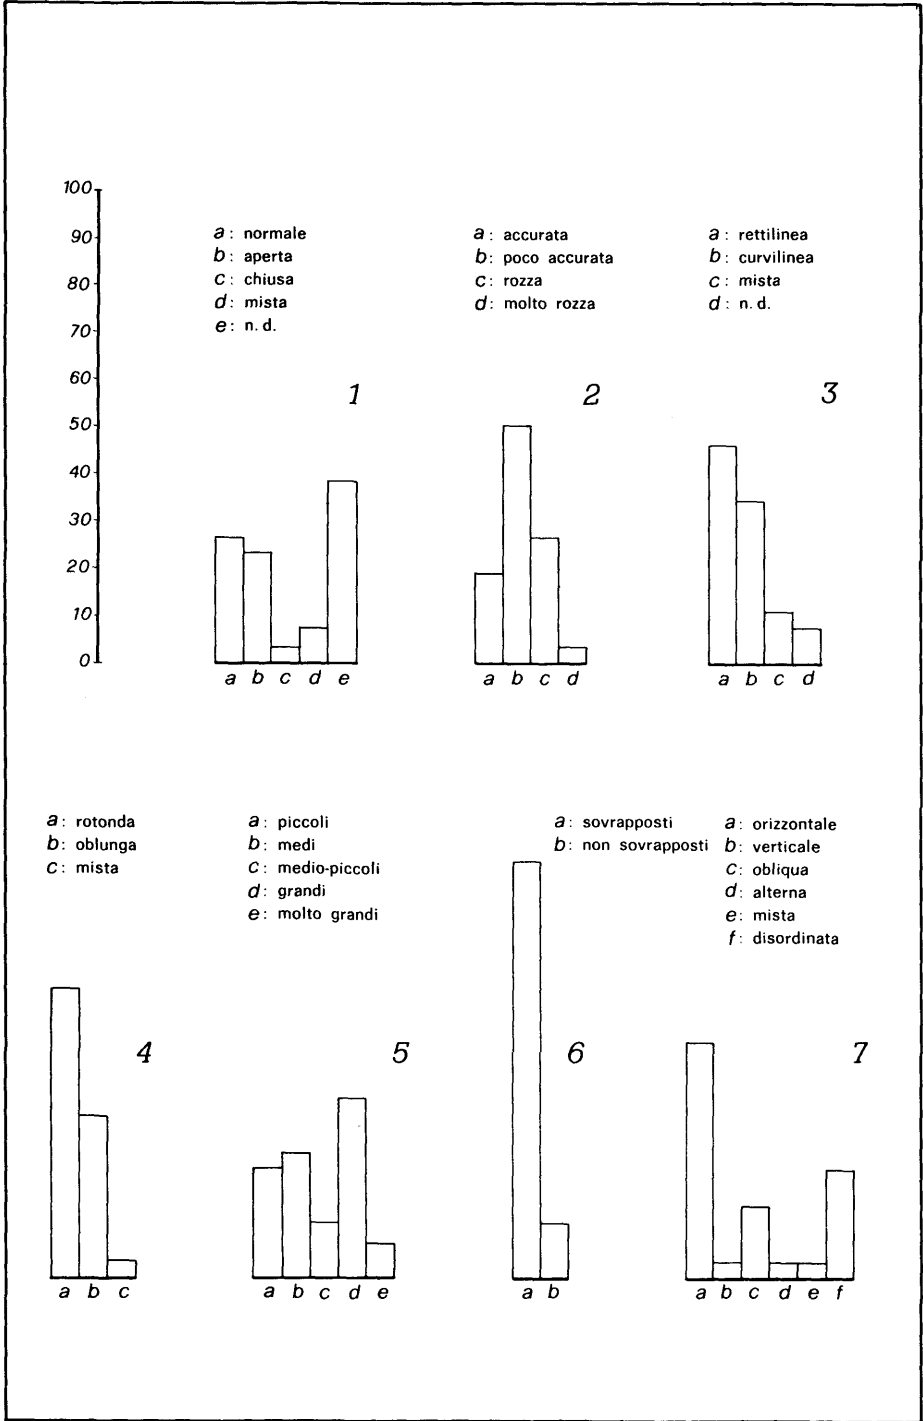 100
90
80
70
60
50
40
30
20
10
0
a: normale
b: aperta
c: chiusa
d: mista
e: n.d.
1
a b c d e
a: accurata
b: poco accurata
c: rozza
d: molto rozza
2
a b c d
a: rettilinea
b: curvilinea
c: mista
d: n.d.
3
a b c d
a: rotonda
b: oblunga
c: mista
4
a b c
a: piccoli
b: medi
c: medio-piccoli
d: grandi
e: molto grandi
5
a b c d e
a: sovrapposti
b: non sovrapposti
6
a b
a: orizzontale
b: verticale
c: obliqua
d: alterna
e: mista
f: disordinata
7
a b c d e f